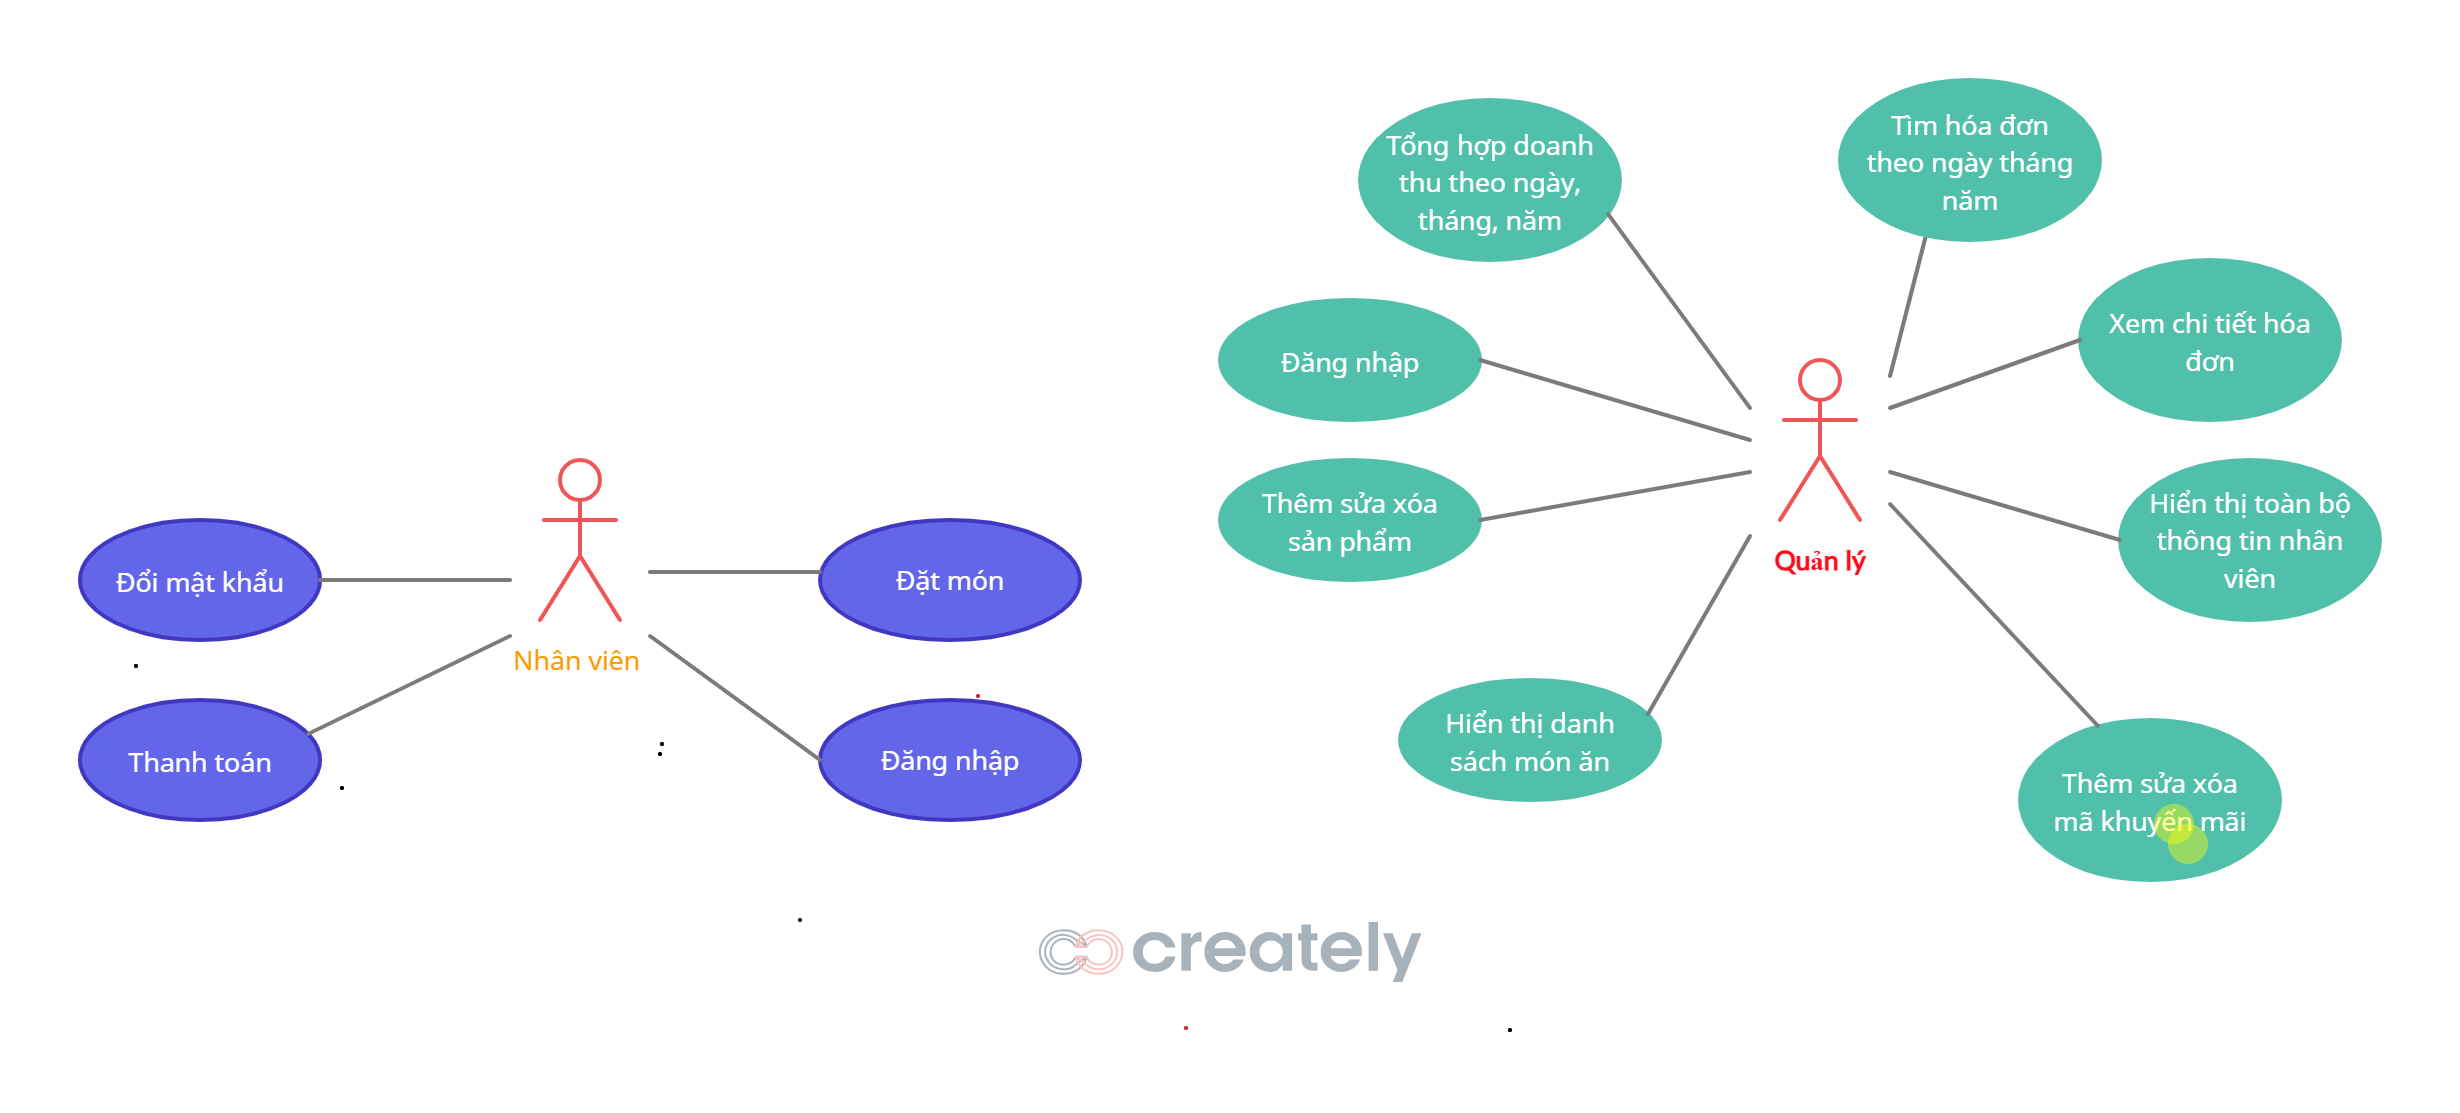 Đổi mật khẩu
Thanh toán
Nhân viên
Đặt món
Đăng nhập
Tổng hợp doanh
thu theo ngày,
tháng, năm
Đăng nhập
Thêm sửa xóa
sản phẩm
Hiển thị danh
sách món ăn
Quản lý
Tìm hóa đơn
theo ngày tháng
năm
Xem chi tiết hóa
đơn
Hiển thị toàn bộ
thông tin nhân
viên
Thêm sửa xóa
mã khuyến mãi
creately